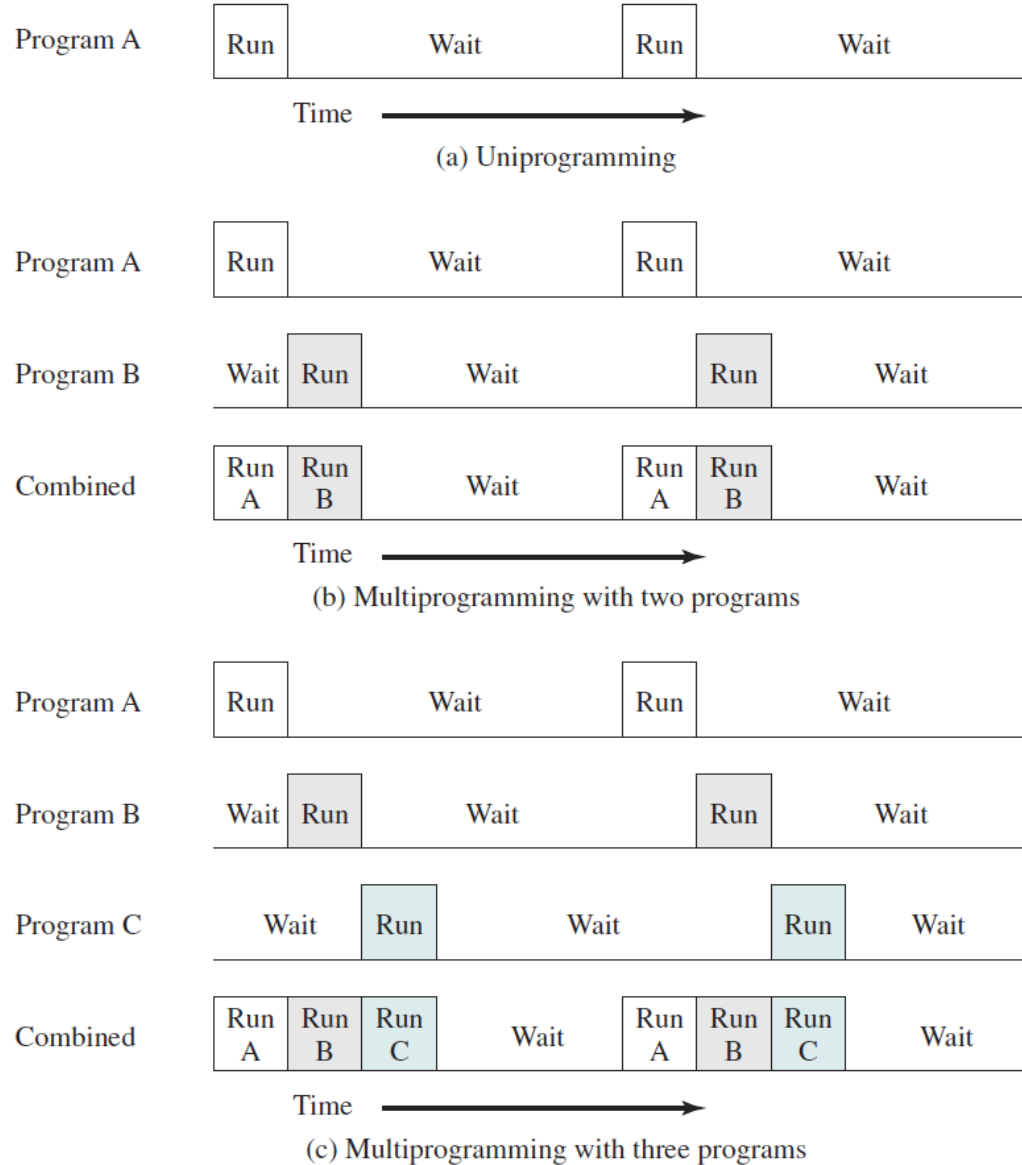 Program A Run Wait Run Wait
Time
(a) Uniprogramming
Program A Run Wait Run Wait
Program B Wait Run Wait Run Wait
Combined Run A Run B Wait Run A Run B Wait
Time
(b) Multiprogramming with two programs
Program A Run Wait Run Wait
Program B Wait Run Wait Run Wait
Program C Wait Run Wait Run Wait
Combined Run A Run B Run C Wait Run A Run B Run C Wait
Time
(c) Multiprogramming with three programs